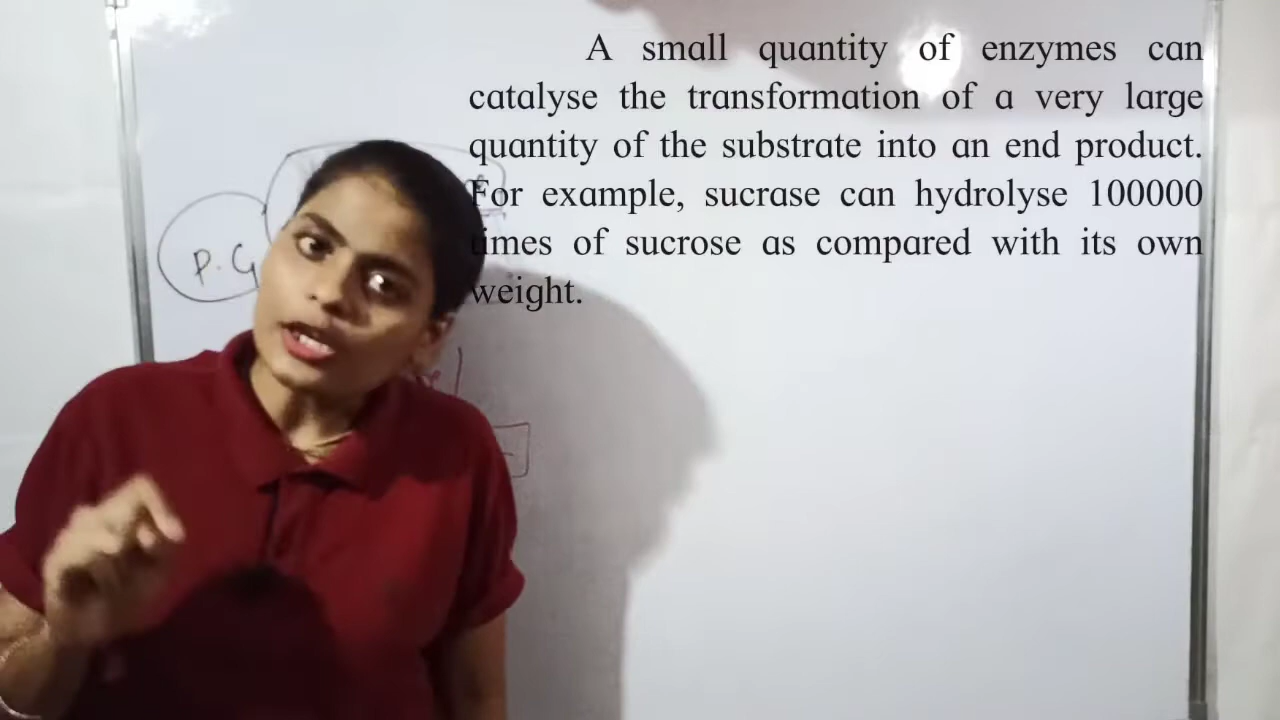 A small quantity of enzymes can
catalyse the transformation of a very large
quantity of the substrate into an end product.
For example, sucrase can hydrolyse 100000
times of sucrose as compared with its own
weight.
P.G